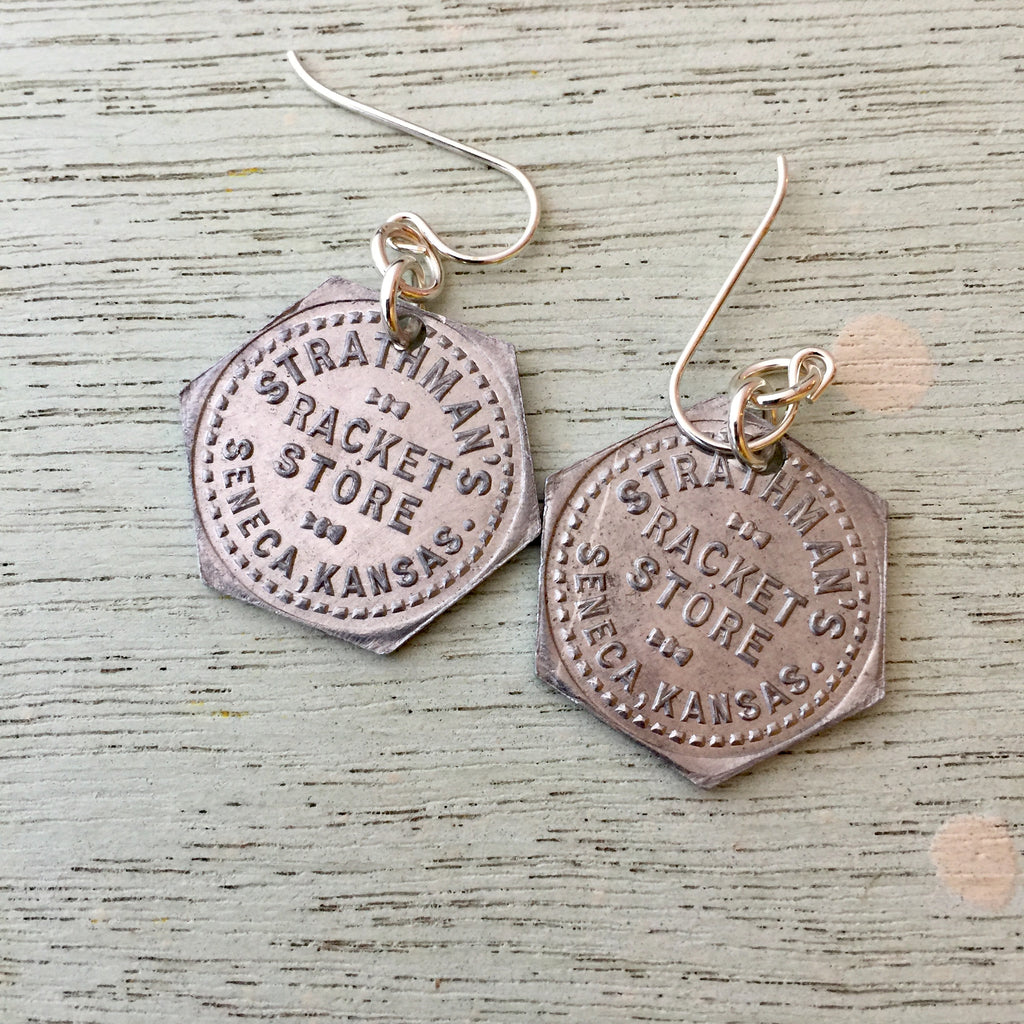 STRATHMAN'S
RACKET
STORE
SENECA, KANSAS.
STRATHMAN'S
RACKET
STORE
SENECA, KANSAS.